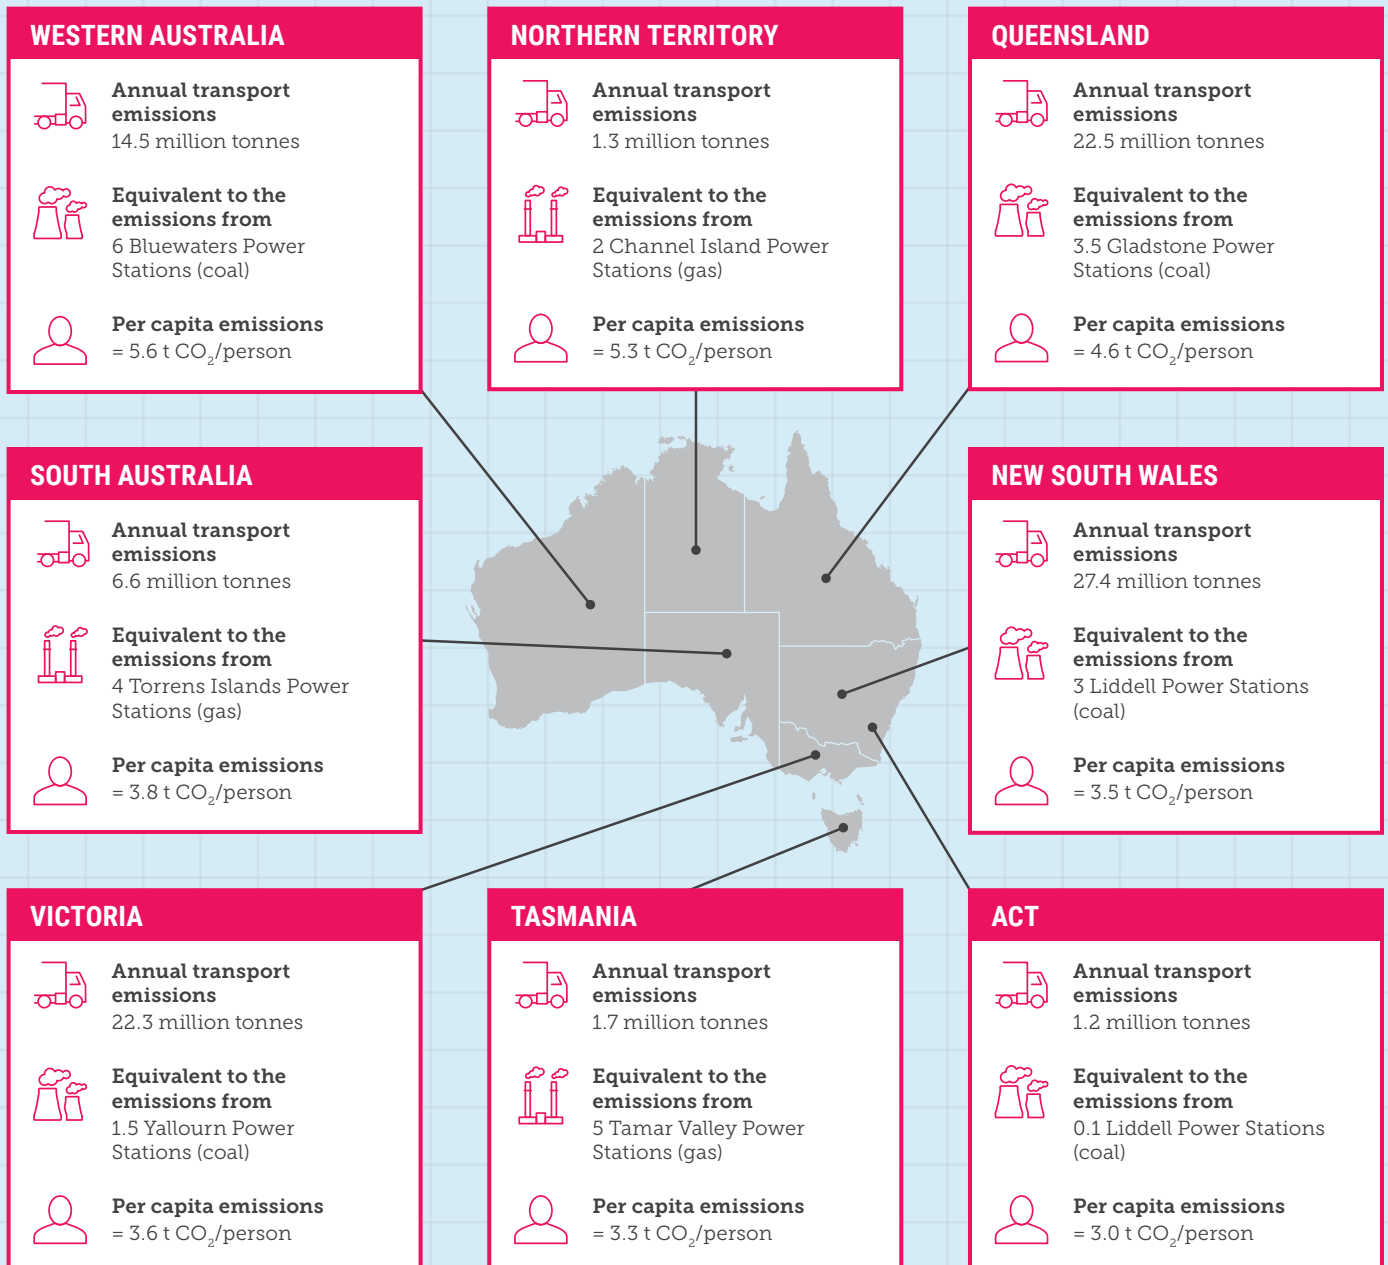 WESTERN AUSTRALIA
Annual transport
emissions
14.5 million tonnes
Equivalent to the
emissions from
6 Bluewaters Power
Stations (coal)
Per capita emissions
= 5.6 t CO₂/person
NORTHERN TERRITORY
Annual transport
emissions
1.3 million tonnes
Equivalent to the
emissions from
2 Channel Island Power
Stations (gas)
Per capita emissions
= 5.3 t CO₂/person
QUEENSLAND
Annual transport
emissions
22.5 million tonnes
Equivalent to the
emissions from
3.5 Gladstone Power
Stations (coal)
Per capita emissions
= 4.6 t CO₂/person
SOUTH AUSTRALIA
Annual transport
emissions
6.6 million tonnes
Equivalent to the
emissions from
4 Torrens Islands Power
Stations (gas)
Per capita emissions
= 3.8 t CO₂/person
NEW SOUTH WALES
Annual transport
emissions
27.4 million tonnes
Equivalent to the
emissions from
3 Liddell Power Stations
(coal)
Per capita emissions
= 3.5 t CO₂/person
VICTORIA
Annual transport
emissions
22.3 million tonnes
Equivalent to the
emissions from
1.5 Yallourn Power
Stations (coal)
Per capita emissions
= 3.6 t CO₂/person
TASMANIA
Annual transport
emissions
1.7 million tonnes
Equivalent to the
emissions from
5 Tamar Valley Power
Stations (gas)
Per capita emissions
= 3.3 t CO₂/person
ACT
Annual transport
emissions
1.2 million tonnes
Equivalent to the
emissions from
0.1 Liddell Power Stations
(coal)
Per capita emissions
= 3.0 t CO₂/person